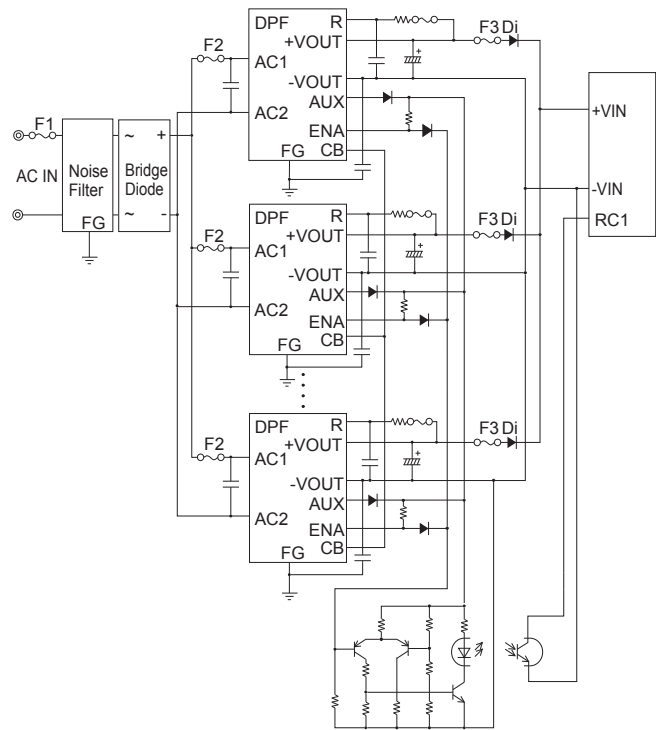 DPF
R
F3 Di
+VOUT
F2
AC1
-VOUT
AUX
AC2
ENA
CB
FG
F1
AC IN
Noise
Filter
FG
~ +
~ -
Bridge
Diode
+VIN
-VIN
RC1
DPF
R
F3 Di
+VOUT
F2
AC1
-VOUT
AUX
AC2
ENA
CB
FG
DPF
R
F3 Di
+VOUT
F2
AC1
-VOUT
AUX
AC2
ENA
CB
FG